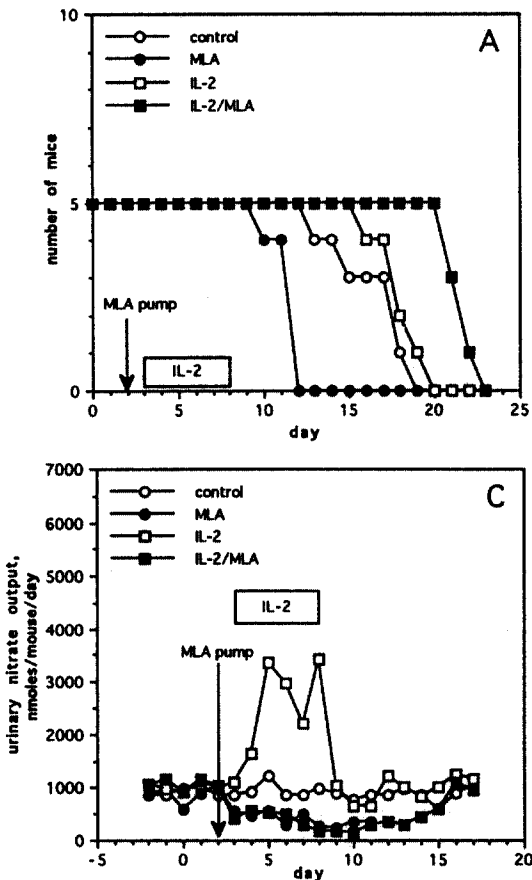 A
control
MLA
IL-2
IL-2/MLA
10
5
0
number of mice
MLA pump
IL-2
0 5 10 15 20 25
day
C
control
MLA
IL-2
IL-2/MLA
7000
6000
5000
4000
3000
2000
1000
0
urinary nitrate output,
nmoles/mouse/day
IL-2
MLA pump
-5 0 5 10 15 20
day